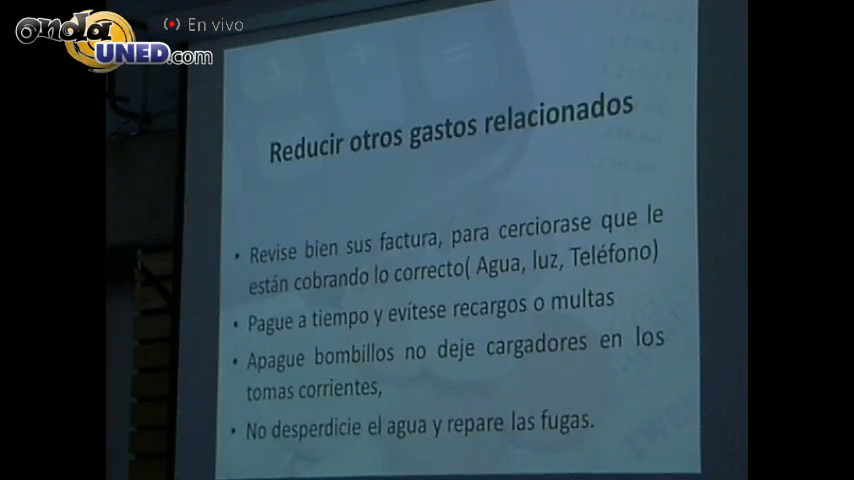 onda
UNED.com
En vivo
Reducir otros gastos relacionados
• Revise bien sus factura, para cerciorase que le
están cobrando lo correcto( Agua, luz, Teléfono)
• Pague a tiempo y evítese recargos o multas
• Apague bombillos no deje cargadores en los
tomas corrientes,
• No desperdicie el agua y repare las fugas.